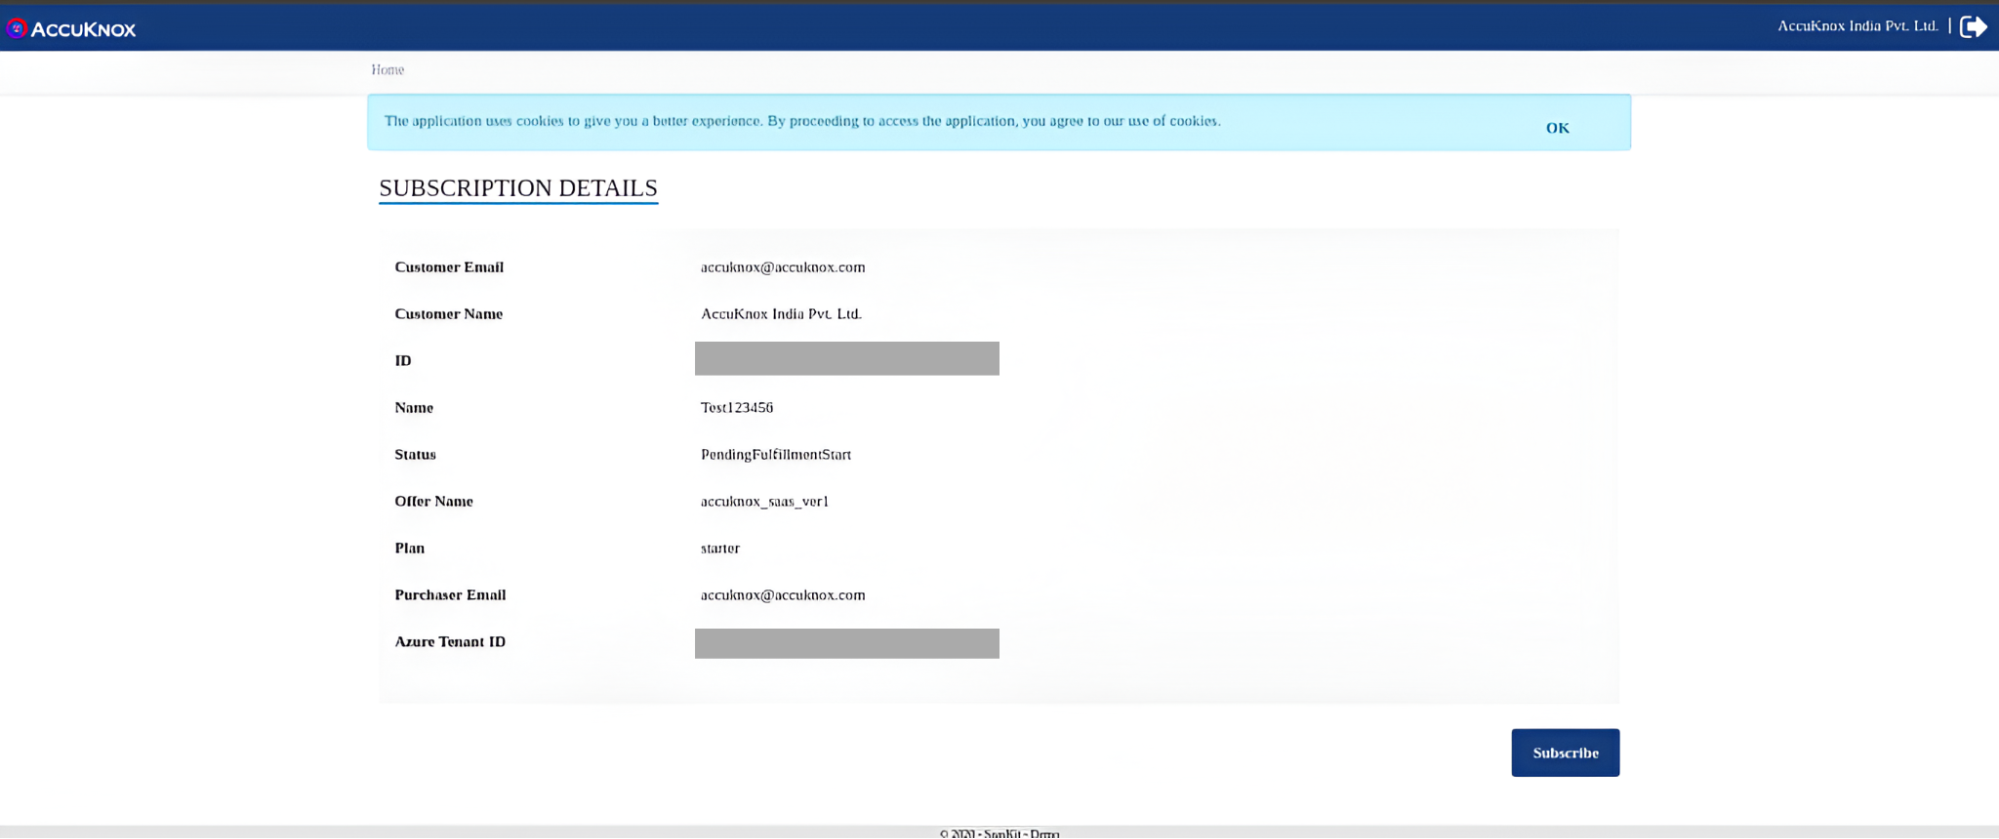 ACCUKNOX
AccuKnox India Pvt. Ltd. |
Home
The application uses cookies to give you a better experience. By proceeding to access the application, you agree to our use of cookies.
OK
SUBSCRIPTION DETAILS
Customer Email accuknox@accuknox.com
Customer Name AccuKnox India Pvt. Ltd.
ID
Name Test123456
Status PendingFulfillmentStart
Offer Name accuknox_saas_ver1
Plan starter
Purchaser Email accuknox@accuknox.com
Azure Tenant ID
Subscribe
© 2020 - - Demo